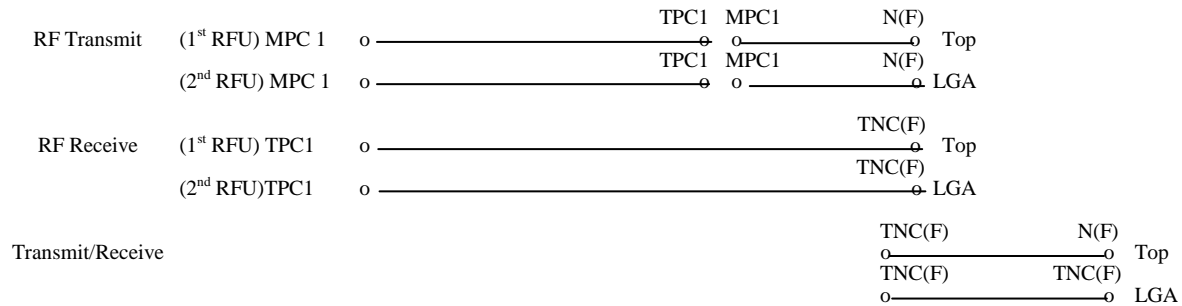 TPC1 MPC1 N(F)
RF Transmit (1st RFU) MPC 1 o o o o Top
TPC1 MPC1 N(F)
(2nd RFU) MPC 1 o o o o LGA
TNC(F)
RF Receive (1st RFU) TPC1 o o Top
TNC(F)
(2nd RFU)TPC1 o o LGA
TNC(F) N(F)
Transmit/Receive o o Top
TNC(F) TNC(F)
o o LGA